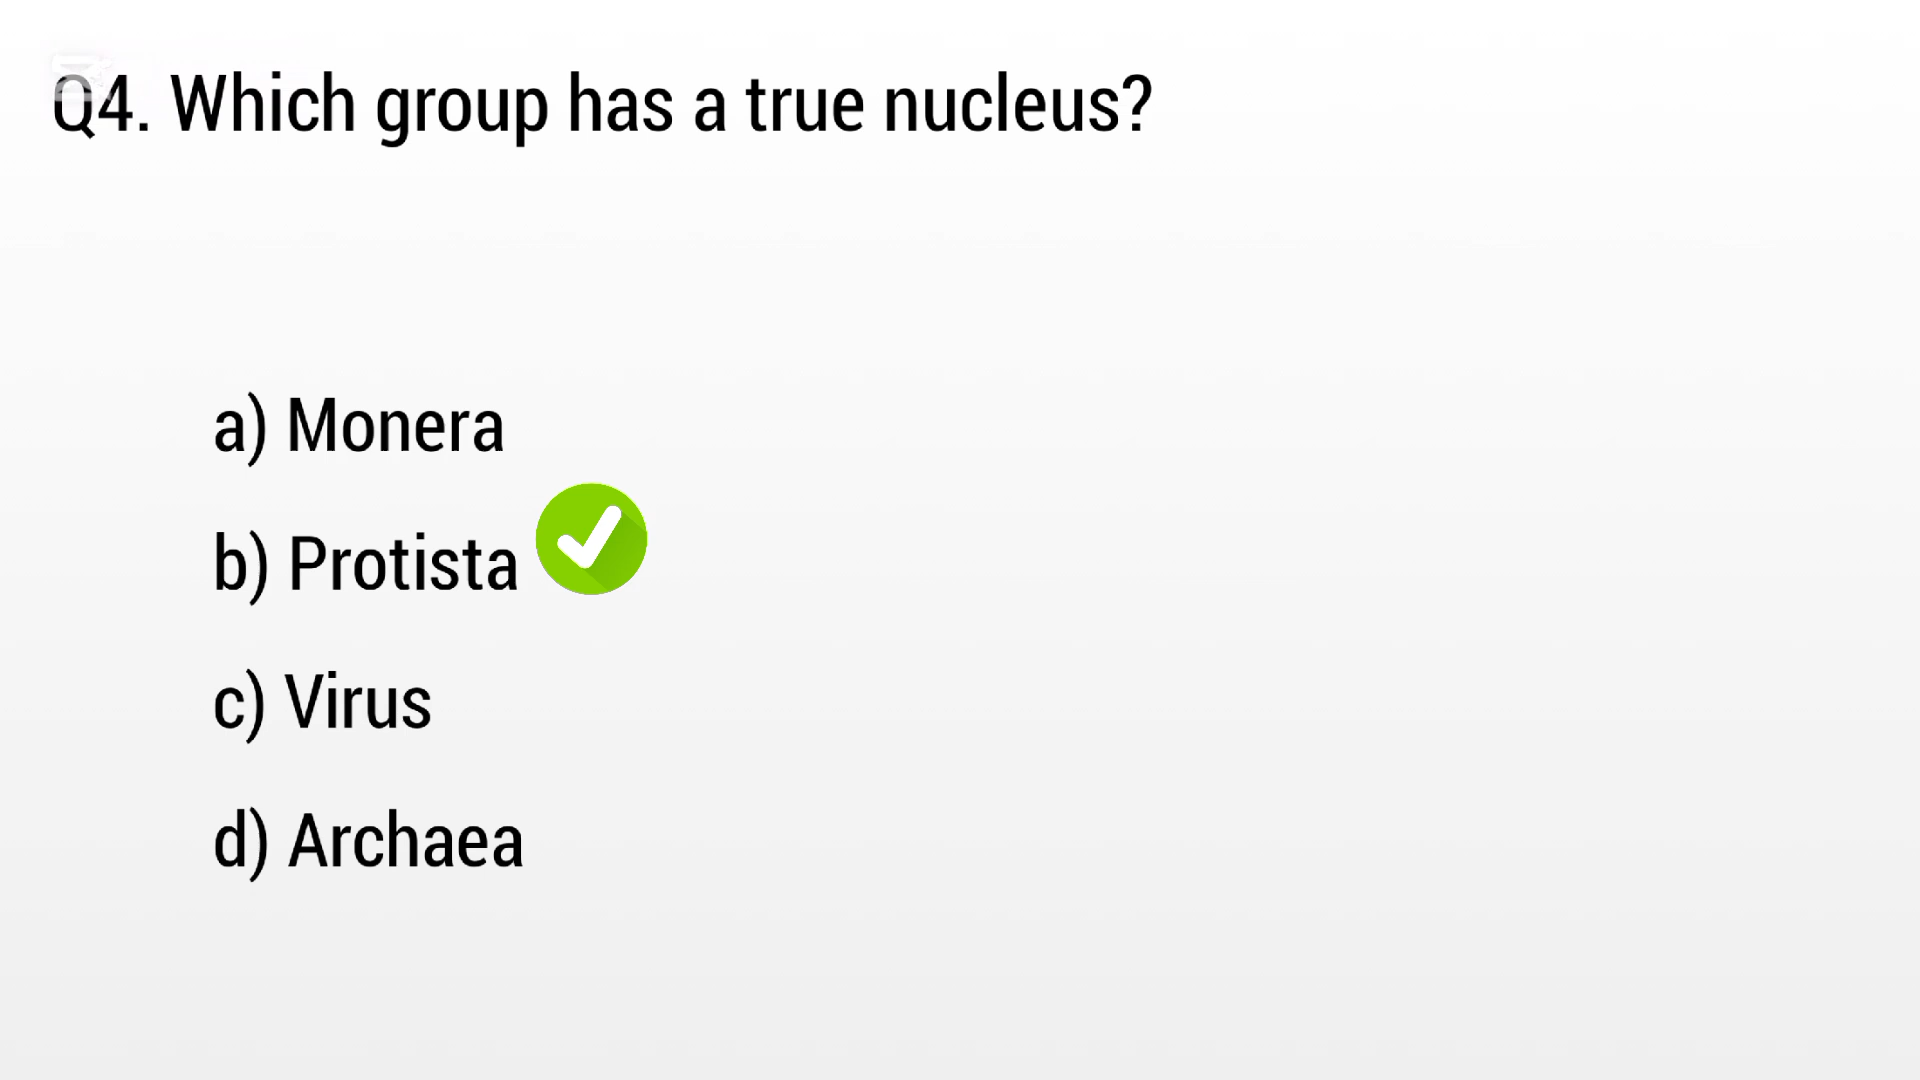 Q4. Which group has a true nucleus?
a) Monera
b) Protista
c) Virus
d) Archaea